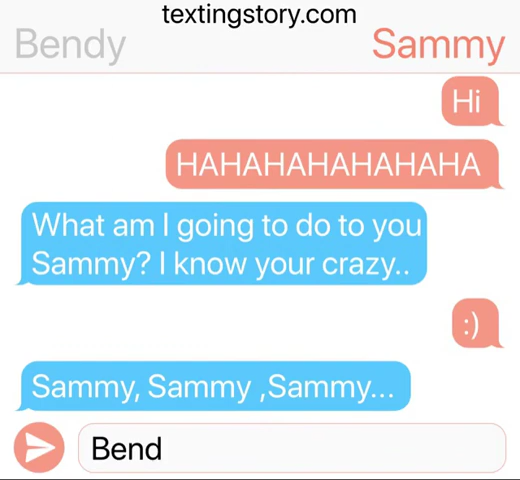 textingstory.com
Bendy Sammy
Hi
HAHAHAHAHAHAHA
What am I going to do to you
Sammy? I know your crazy..
:)
Sammy, Sammy ,Sammy...
Bend